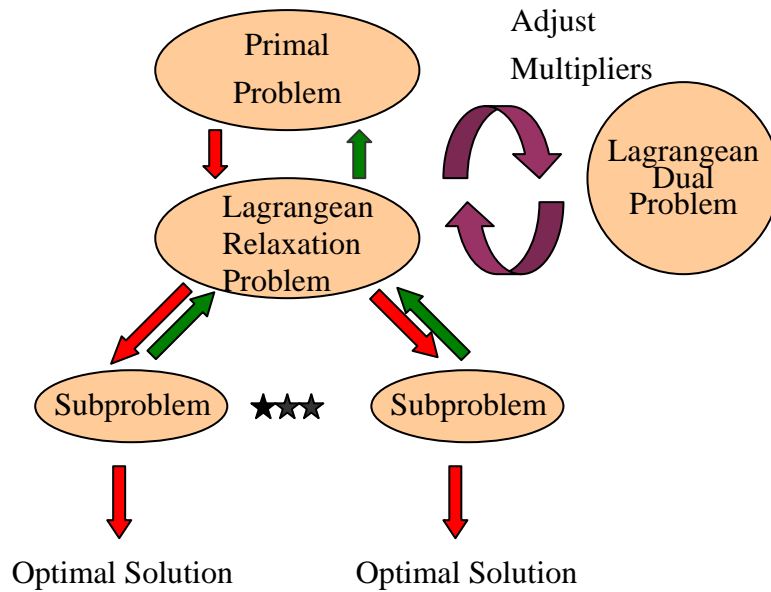 Primal
Problem
Adjust
Multipliers
Lagrangean
Dual
Problem
Lagrangean
Relaxation
Problem
Subproblem
Subproblem
Optimal Solution
Optimal Solution